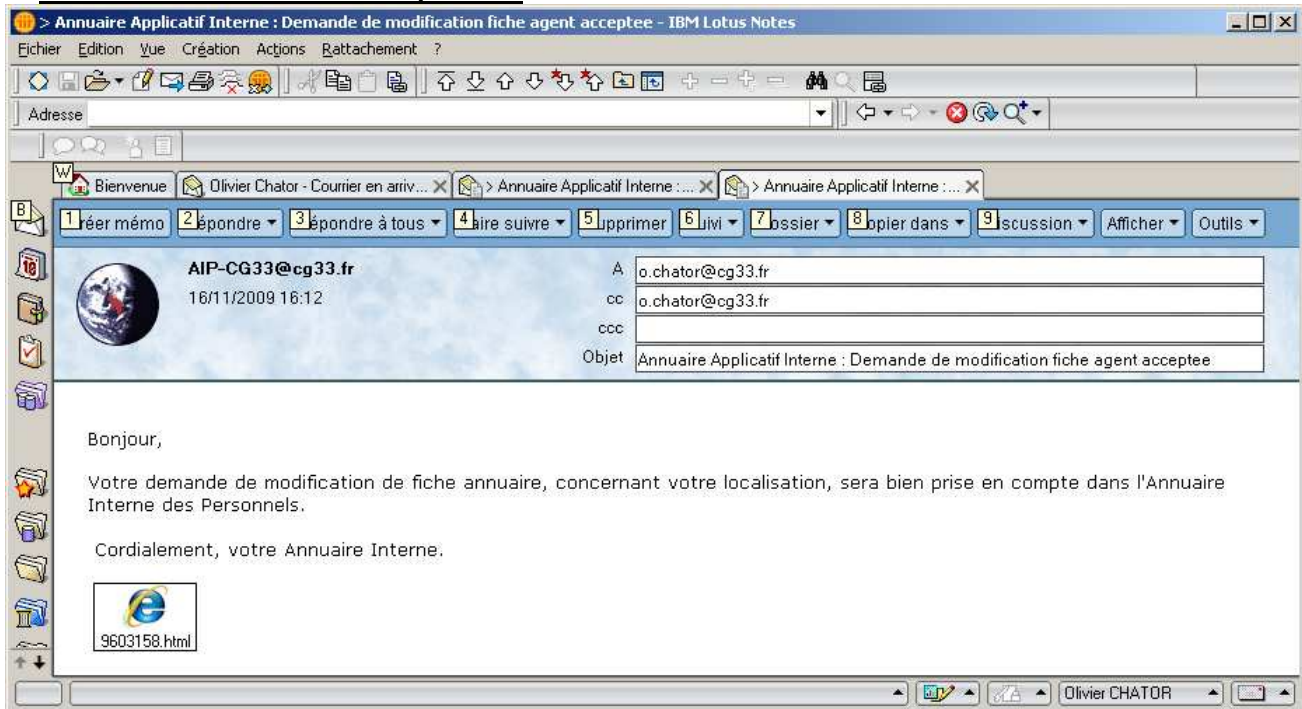 > Annuaire Applicatif Interne : Demande de modification fiche agent acceptee - IBM Lotus Notes
Fichier Edition Vue Création Actions Rattachement ?
Adresse
W
Bienvenue Olivier Chator - Courrier en arriv... > Annuaire Applicatif Interne :... > Annuaire Applicatif Interne :...
B
1réer mémo 2épondre 3épondre à tous 4aire suivre 5upprimer 6uivi 7ossier 8opier dans 9iscussion Afficher Outils
AIP-CG33@cg33.fr
16/11/2009 16:12
A o.chator@cg33.fr
cc o.chator@cg33.fr
ccc
Objet Annuaire Applicatif Interne : Demande de modification fiche agent acceptee
Bonjour,
Votre demande de modification de fiche annuaire, concernant votre localisation, sera bien prise en compte dans l'Annuaire
Interne des Personnels.
Cordialement, votre Annuaire Interne.
9603158.html
Olivier CHATOR